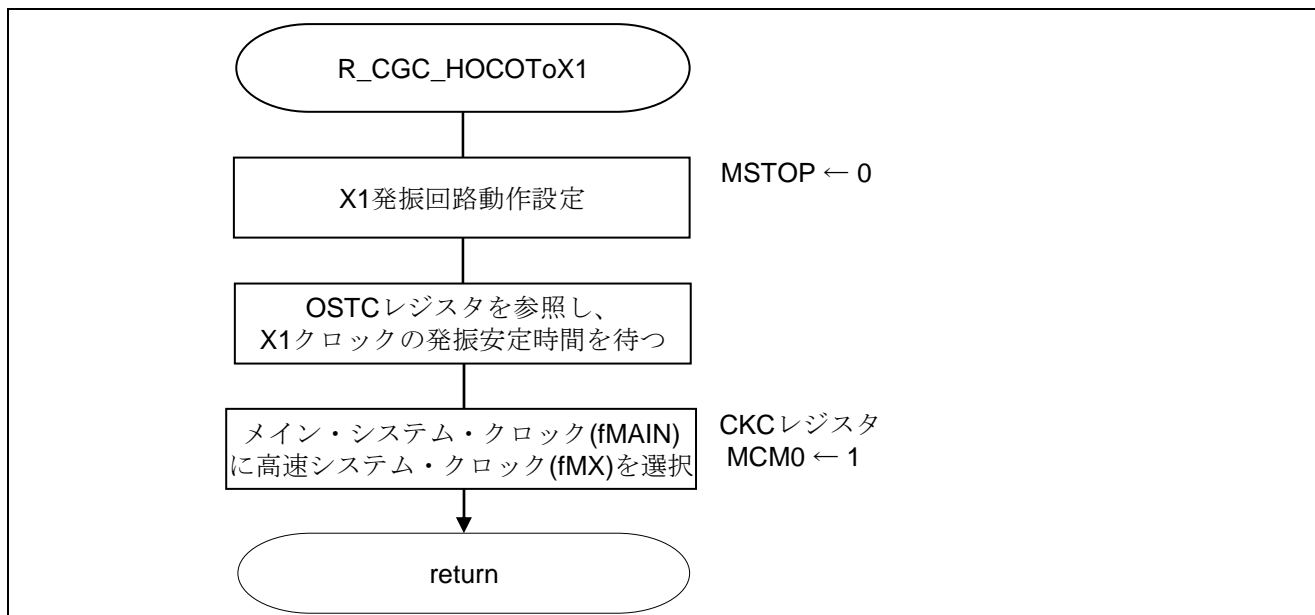 R_CGC_HOCOToX1
X1発振回路動作設定
MSTOP ← 0
OSTCレジスタを参照し、
X1クロックの発振安定時間を待つ
メイン・システム・クロック(fMAIN)
に高速システム・クロック(fMX)を選択
CKCレジスタ
MCM0 ← 1
return